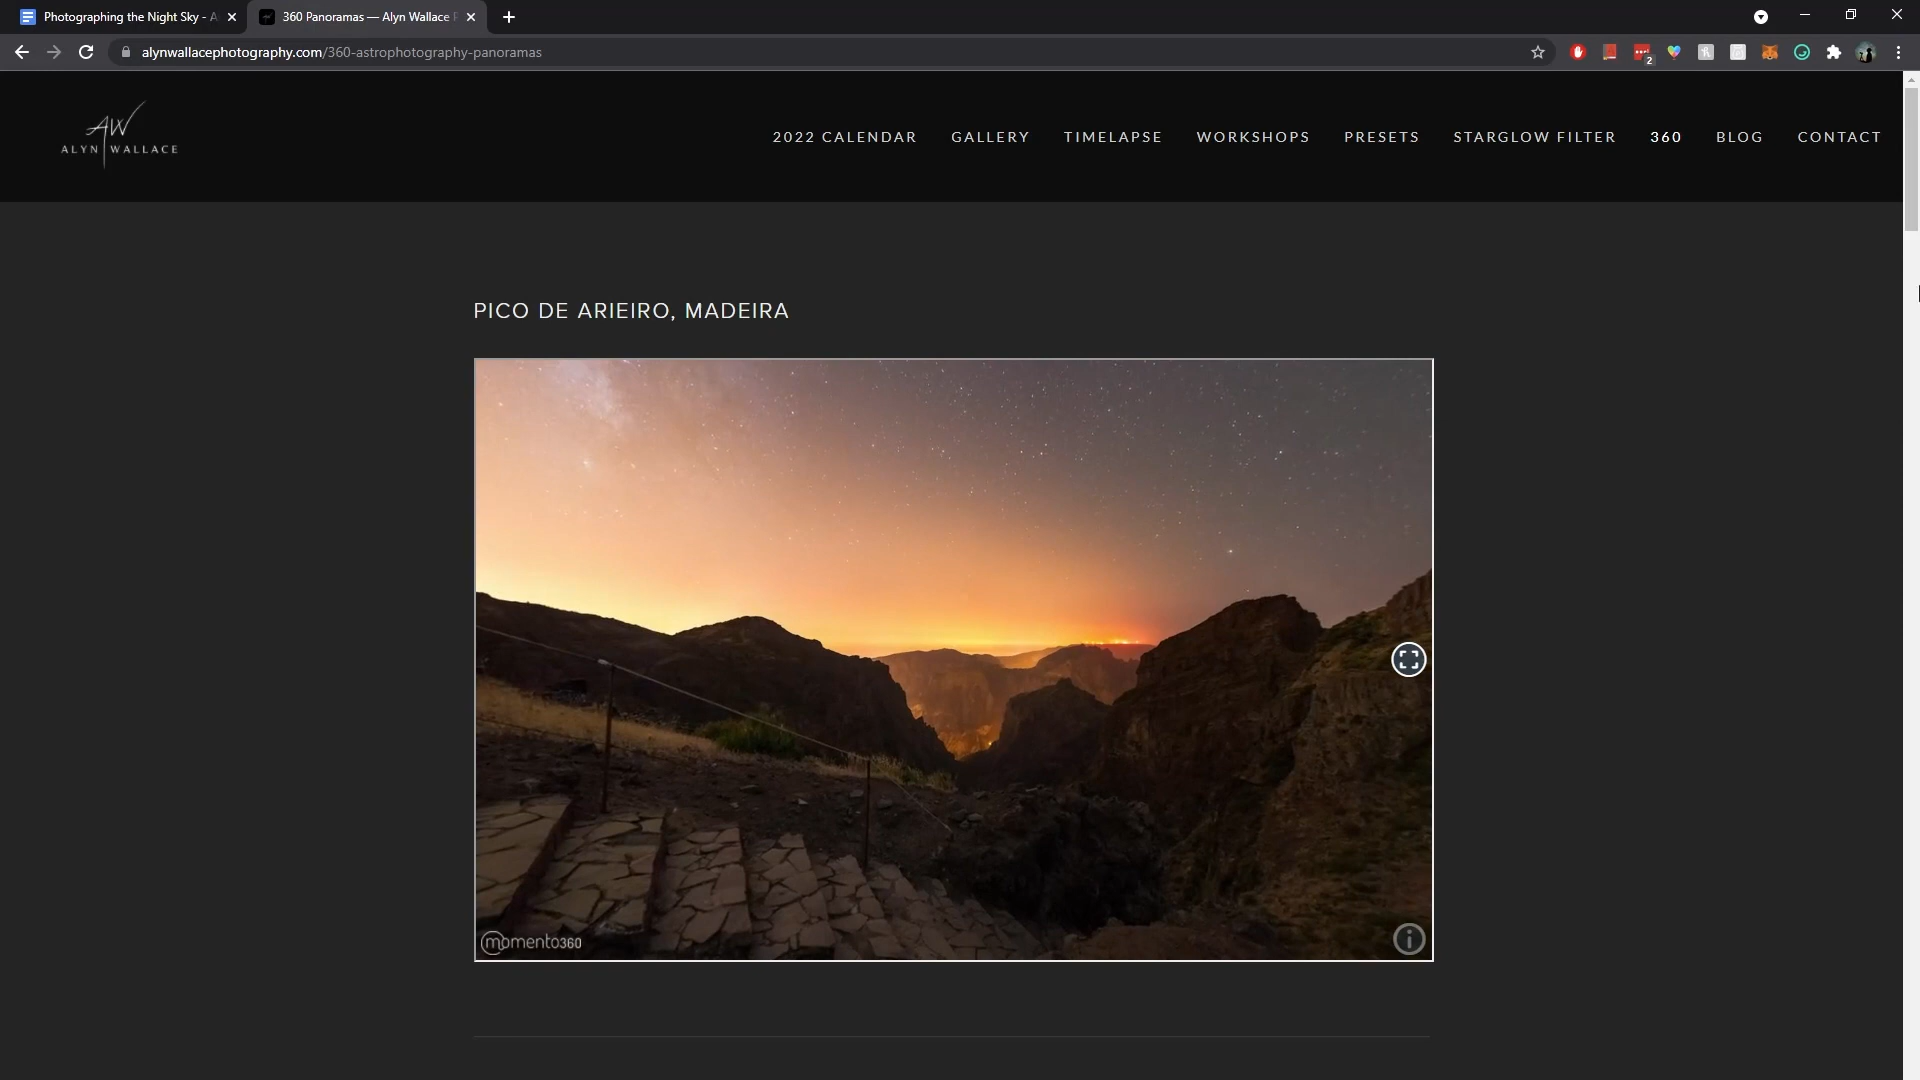 Photographing the Night Sky - A
360 Panoramas — Alyn Wallace P
alynwallacephotography.com/360-astrophotography-panoramas
2
AW
ALYN WALLACE
2022 CALENDAR GALLERY TIMELAPSE WORKSHOPS PRESETS STARGLOW FILTER 360 BLOG CONTACT
PICO DE ARIEIRO, MADEIRA
momento360